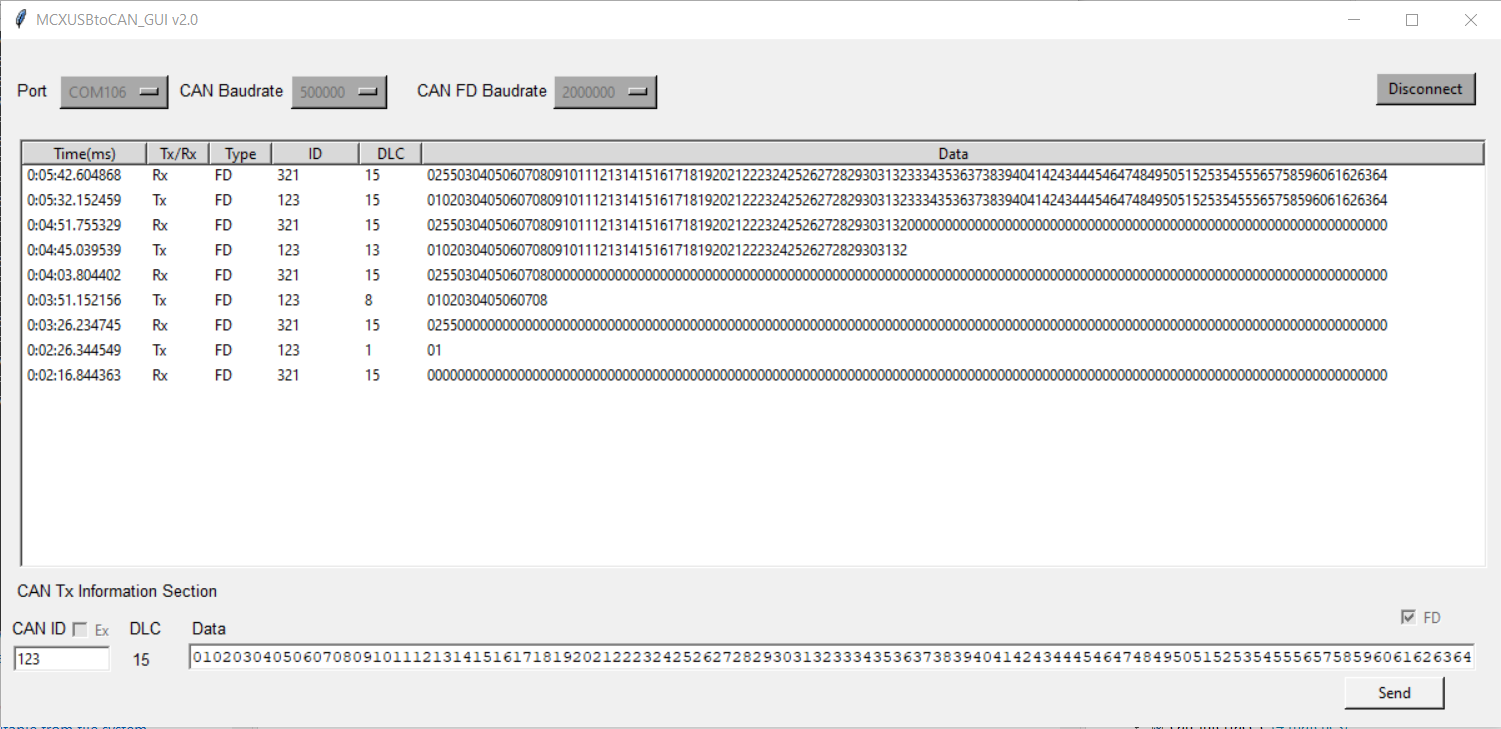 MCXUSBtoCAN_GUI v2.0
Port COM106 CAN Baudrate 500000 CAN FD Baudrate 2000000 Disconnect
Time(ms) Tx/Rx Type ID DLC Data
0:05:42.604868 Rx FD 321 15 02550304050607080910111213141516171819202122232425262728293031323334353637383940414243444546474849505152535455565758596061626364
0:05:32.152459 Tx FD 123 15 01020304050607080910111213141516171819202122232425262728293031323334353637383940414243444546474849505152535455565758596061626364
0:04:51.755329 Rx FD 321 15 02550304050607080910111213141516171819202122232425262728293031320000000000000000000000000000000000000000000000000000000000000000
0:04:45.039539 Tx FD 123 13 0102030405060708091011121314151617181920212223242526272829303132
0:04:03.804402 Rx FD 321 15 02550304050607080000000000000000000000000000000000000000000000000000000000000000000000000000000000000000000000000000000000000000
0:03:51.152156 Tx FD 123 8 0102030405060708
0:03:26.234745 Rx FD 321 15 02550000000000000000000000000000000000000000000000000000000000000000000000000000000000000000000000000000000000000000000000000000
0:02:26.344549 Tx FD 123 1 01
0:02:16.844363 Rx FD 321 15 00000000000000000000000000000000000000000000000000000000000000000000000000000000000000000000000000000000000000000000000000000000
CAN Tx Information Section
FD
CAN ID Ex DLC Data
123 15 01020304050607080910111213141516171819202122232425262728293031323334353637383940414243444546474849505152535455565758596061626364
Send